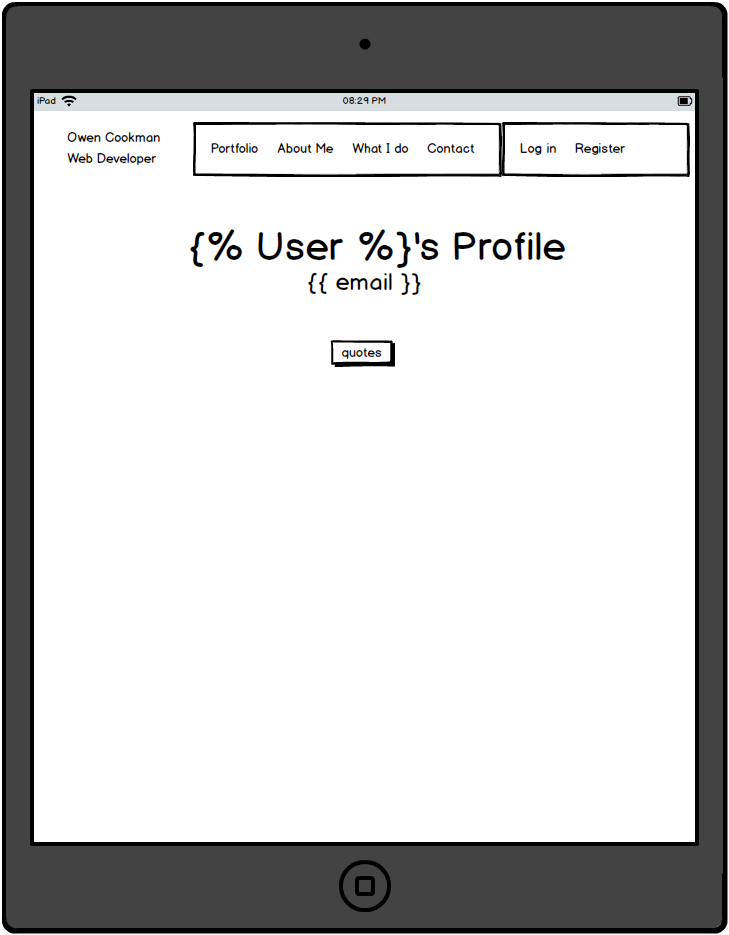 iPad 08:29 PM
Owen Cookman
Web Developer
Portfolio About Me What I do Contact
Log in Register
{% User %}'s Profile
{{ email }}
quotes